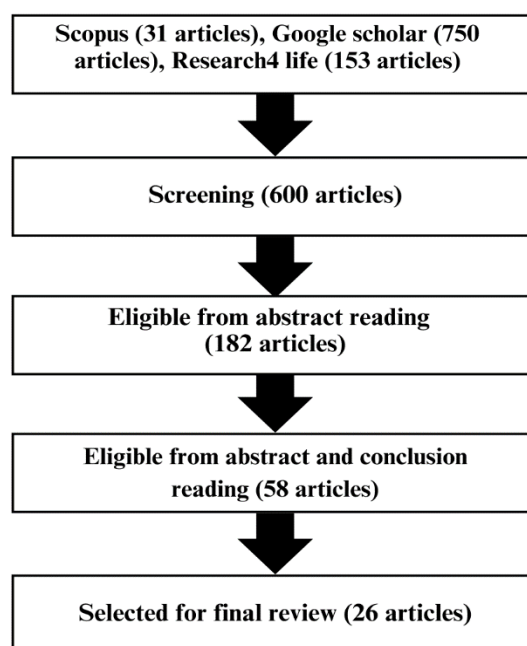 Scopus (31 articles), Google scholar (750
articles), Research4 life (153 articles)
Screening (600 articles)
Eligible from abstract reading
(182 articles)
Eligible from abstract and conclusion
reading (58 articles)
Selected for final review (26 articles)